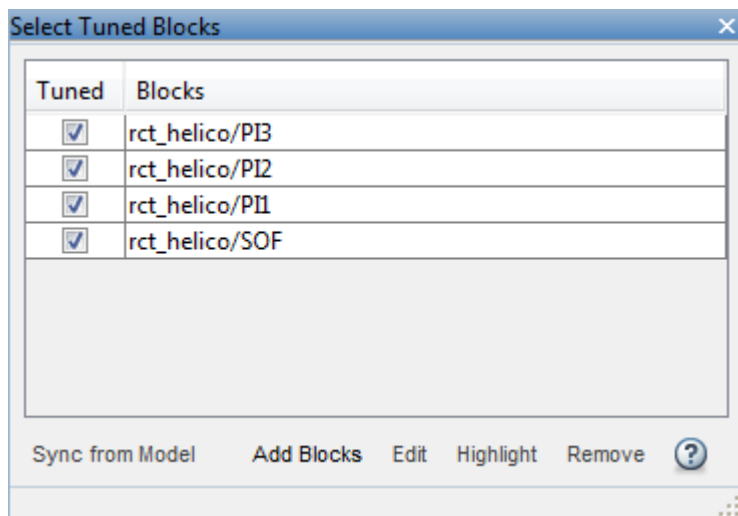 Select Tuned Blocks
Tuned Blocks
rct_helico/PI3
rct_helico/PI2
rct_helico/PI1
rct_helico/SOF
Sync from Model Add Blocks Edit Highlight Remove ?